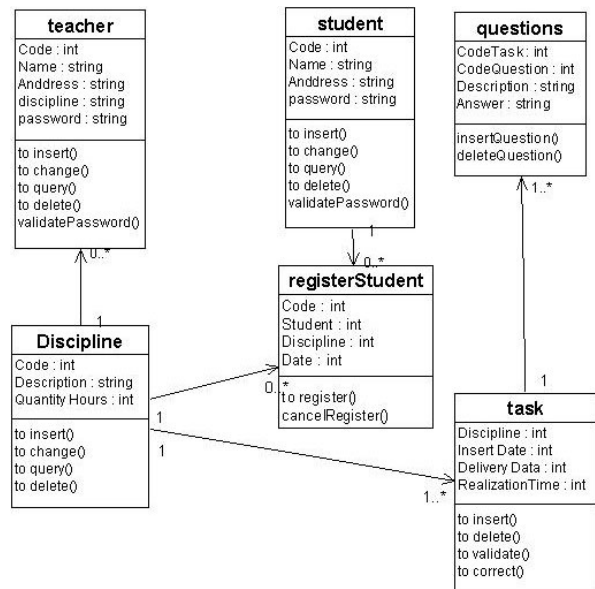 teacher
Code : int
Name : string
Anddress : string
discipline : string
password : string
to insert()
to change()
to query()
to delete()
validatePassword()
0..*
1
student
Code : int
Name : string
Anddress : string
password : string
to insert()
to change()
to query()
to delete()
validatePassword()
1
0..*
questions
CodeTask: int
CodeQuestion : int
Description : string
Answer : string
insertQuestion()
deleteQuestion()
1..*
1
registerStudent
Code : int
Student : int
Discipline : int
Date : int
to register()
cancelRegister()
0..*
Discipline
Code : int
Description : string
Quantity Hours : int
to insert()
to change()
to query()
to delete()
1
1
task
Discipline : int
Insert Date : int
Delivery Data : int
RealizationTime : int
to insert()
to delete()
to validate()
to correct()
1..*